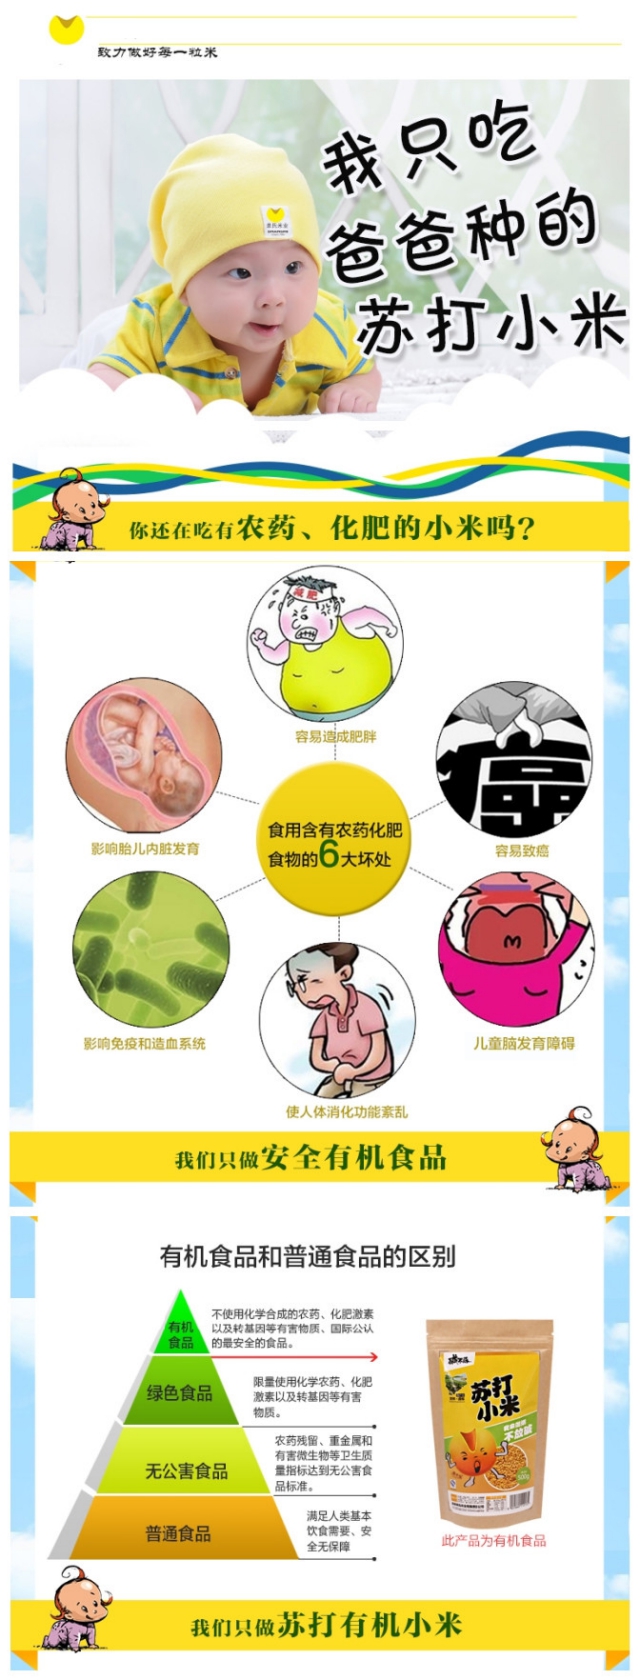 致力做好每一粒米
我只吃
爸爸种的
苏打小米
你还在吃有农药、化肥的小米吗?
减肥
容易造成肥胖
影响胎儿内脏发育
癌
容易致癌
食用含有农药化肥
食物的6大坏处
影响免疫和造血系统
儿童脑发育障碍
使人体消化功能紊乱
我们只做安全有机食品
有机食品和普通食品的区别
有机
食品
不使用化学合成的农药、化肥激素
以及转基因等有害物质、国际公认
的最安全的食品。
绿色食品
限量使用化学农药、化肥
激素以及转基因等有害
物质。
无公害食品
农药残留、重金属和
有害微生物等卫生质
量指标达到无公害食
品标准。
普通食品
满足人类基本
饮食需要、安
全无保障
苏打
小米
不放碱
500g
此产品为有机食品
我们只做苏打有机小米